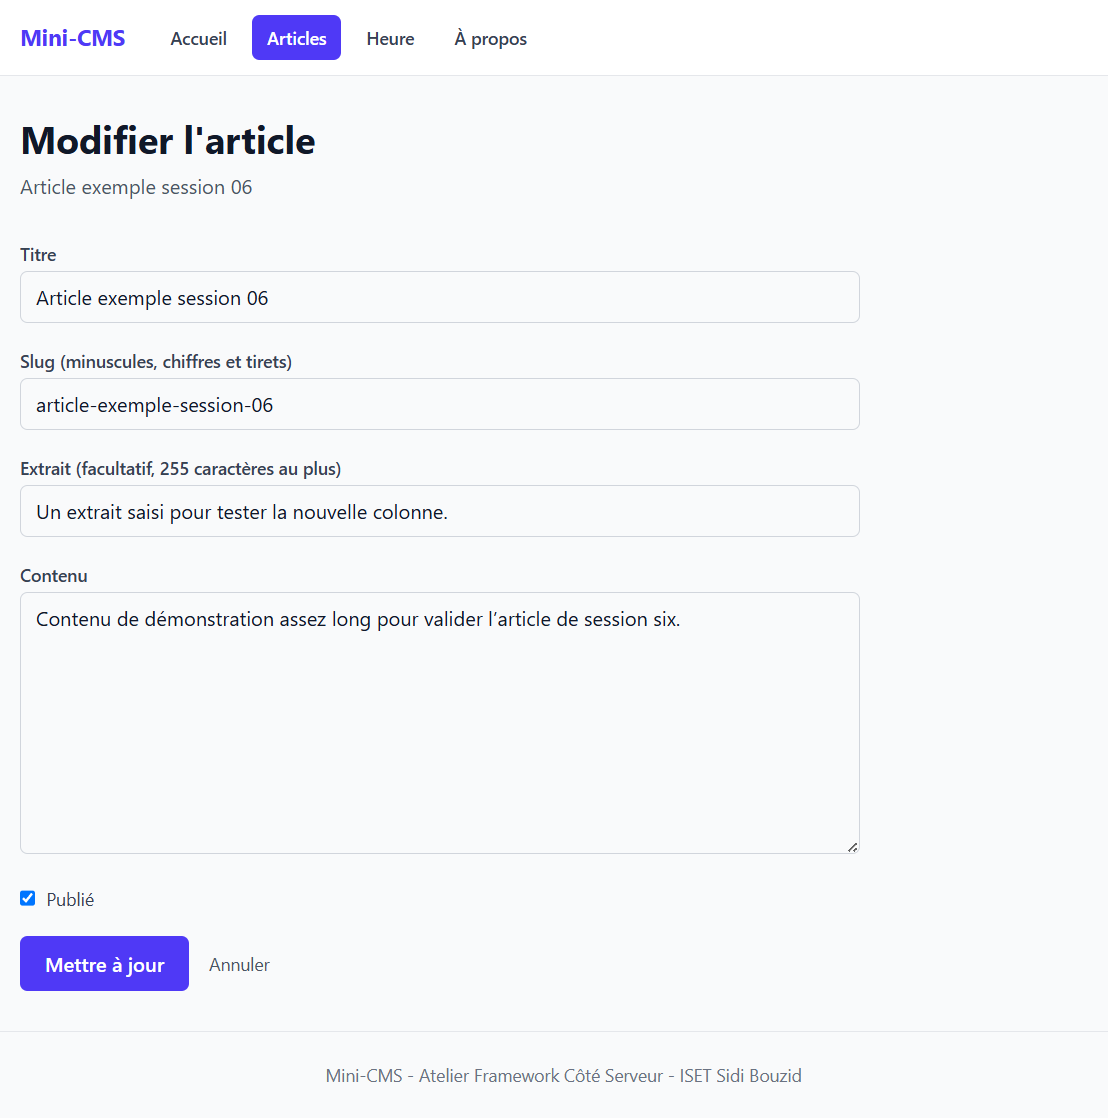 Mini-CMS Accueil Articles Heure À propos
Modifier l'article
Article exemple session 06
Titre
Article exemple session 06
Slug (minuscules, chiffres et tirets)
article-exemple-session-06
Extrait (facultatif, 255 caractères au plus)
Un extrait saisi pour tester la nouvelle colonne.
Contenu
Contenu de démonstration assez long pour valider l’article de session six.
Publié
Mettre à jour Annuler
Mini-CMS - Atelier Framework Côté Serveur - ISET Sidi Bouzid